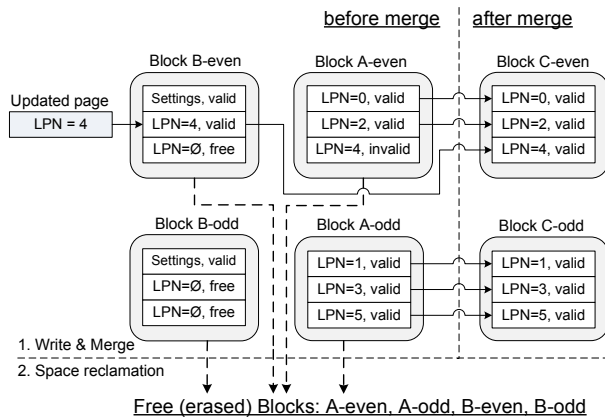 before merge
after merge
Block B-even
Block A-even
Block C-even
Updated page
LPN = 4
Settings, valid
LPN=4, valid
LPN=Ø, free
LPN=0, valid
LPN=2, valid
LPN=4, invalid
LPN=0, valid
LPN=2, valid
LPN=4, valid
Block B-odd
Block A-odd
Block C-odd
Settings, valid
LPN=Ø, free
LPN=Ø, free
LPN=1, valid
LPN=3, valid
LPN=5, valid
LPN=1, valid
LPN=3, valid
LPN=5, valid
1. Write & Merge
2. Space reclamation
Free (erased) Blocks: A-even, A-odd, B-even, B-odd